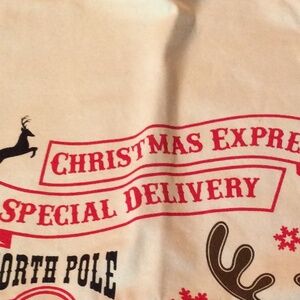 CHRISTMAS EXPRE
SPECIAL DELIVERY
ORTH POLE